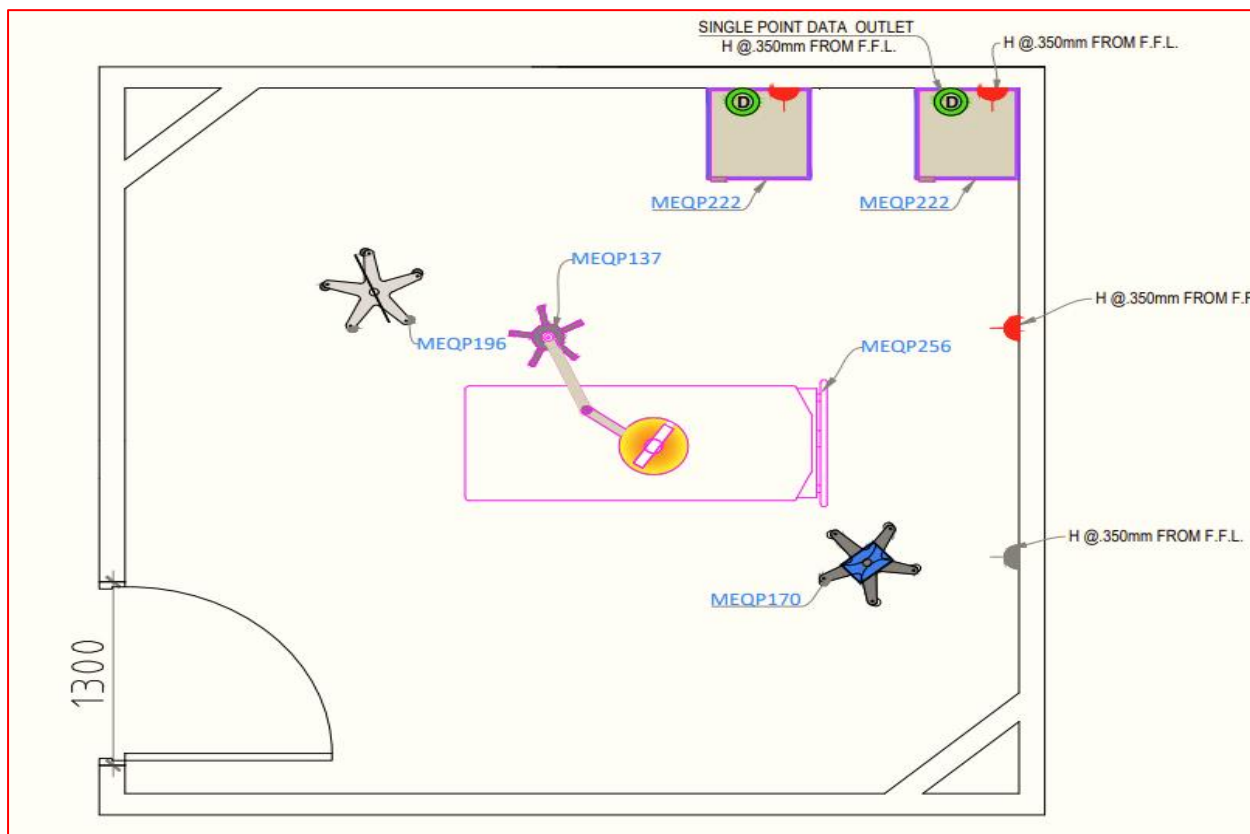 SINGLE POINT DATA OUTLET
H @.350mm FROM F.F.L.
H @.350mm FROM F.F.L.
D
D
MEQP222
MEQP222
MEQP137
H @.350mm FROM F.F
MEQP196
MEQP256
H @.350mm FROM F.F.L.
MEQP170
1300